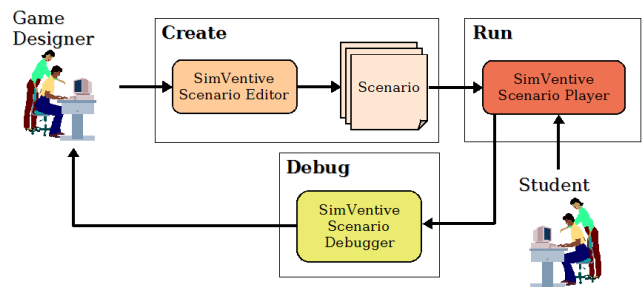 Game
Designer
Create
SimVentive
Scenario Editor
Scenario
Run
SimVentive
Scenario Player
Debug
SimVentive
Scenario
Debugger
Student